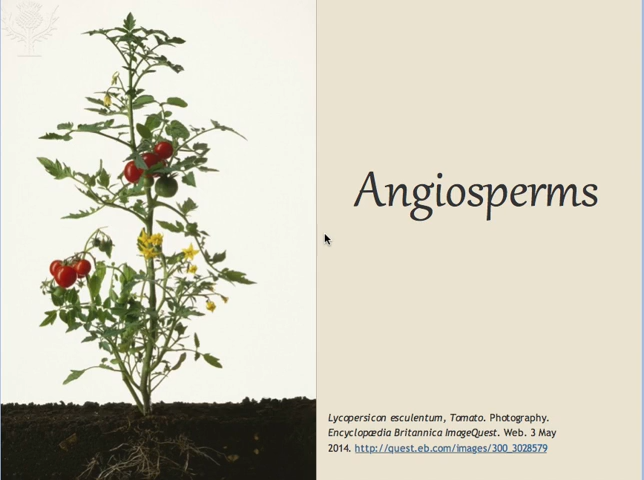 Angiosperms
Lycopersicon esculentum, Tomato. Photography.
Encyclopædia Britannica ImageQuest. Web. 3 May
2014. http://quest.eb.com/images/300_3028579